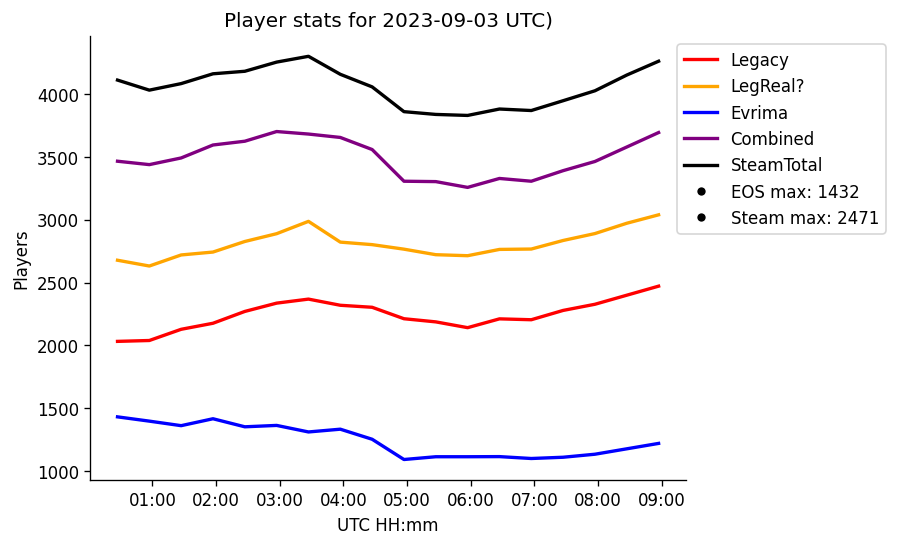 Player stats for 2023-09-03 UTC)
Legacy
LegReal?
Evrima
Combined
SteamTotal
EOS max: 1432
Steam max: 2471
Players
4000
3500
3000
2500
2000
1500
1000
01:00 02:00 03:00 04:00 05:00 06:00 07:00 08:00 09:00
UTC HH:mm